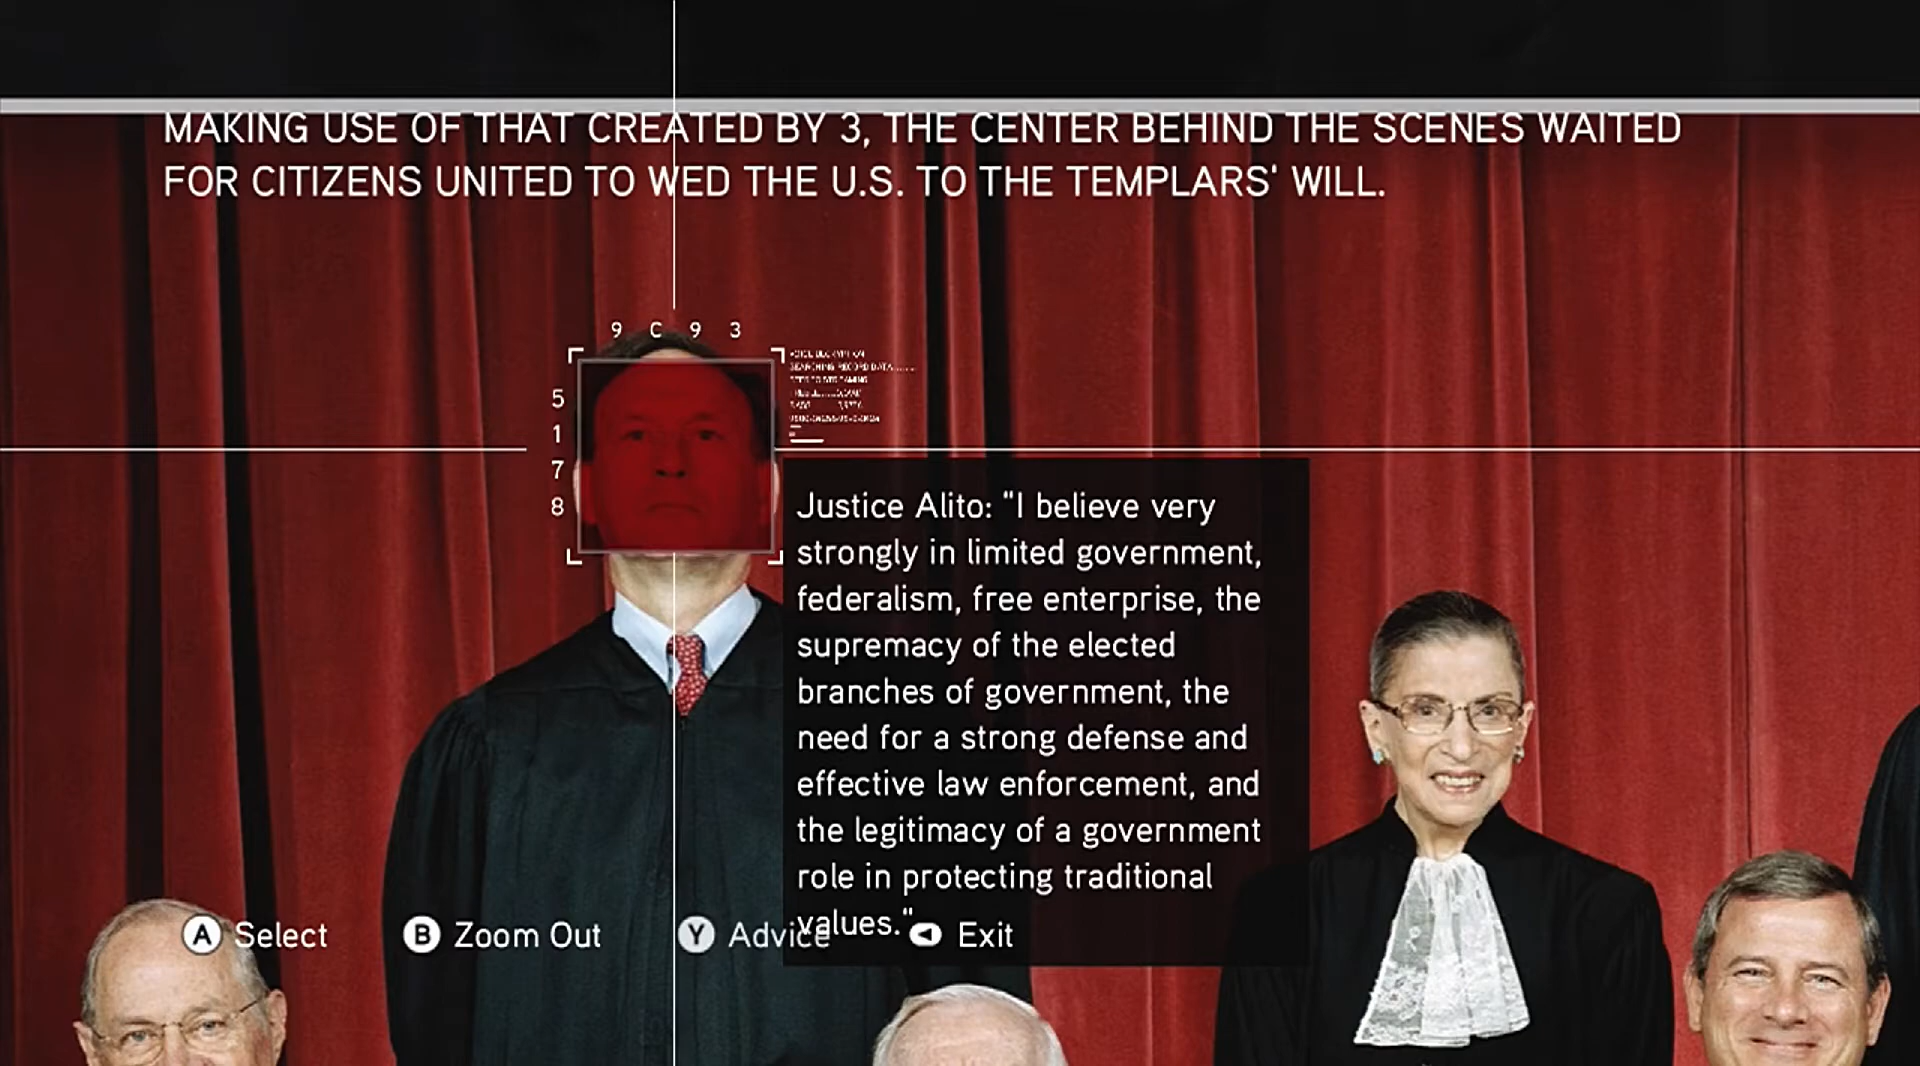 MAKING USE OF THAT CREATED BY 3, THE CENTER BEHIND THE SCENES WAITED
FOR CITIZENS UNITED TO WED THE U.S. TO THE TEMPLARS' WILL.
9 C 9 3
SEARCHING RECORD DATA
5
1
7
8
Justice Alito: "I believe very
strongly in limited government,
federalism, free enterprise, the
supremacy of the elected
branches of government, the
need for a strong defense and
effective law enforcement, and
the legitimacy of a government
role in protecting traditional
values."
A Select B Zoom Out Y Advice Exit